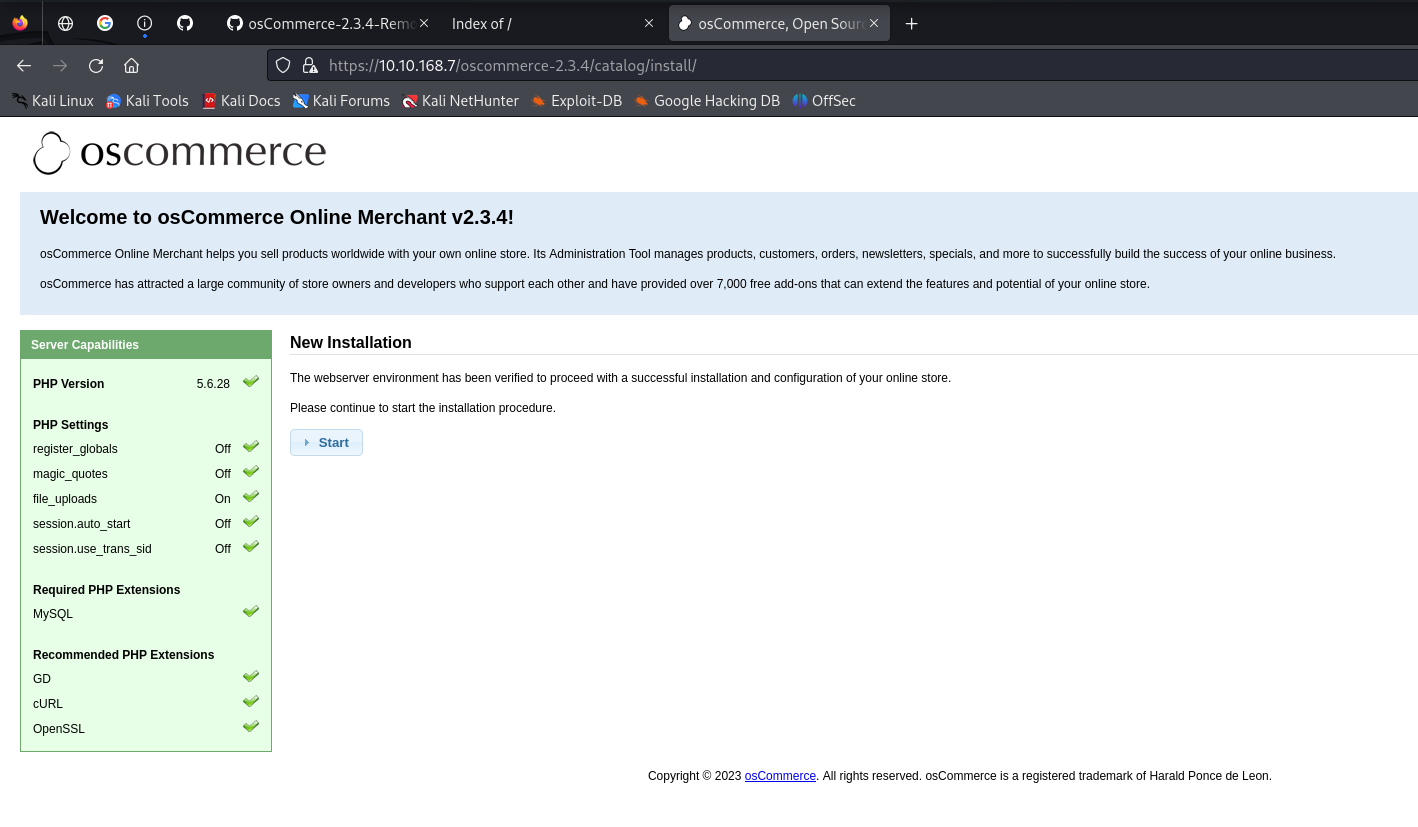 osCommerce-2.3.4-Remo
Index of /
osCommerce, Open Sourc
https://10.10.168.7/oscommerce-2.3.4/catalog/install/
Kali Linux Kali Tools Kali Docs Kali Forums Kali NetHunter Exploit-DB Google Hacking DB OffSec
oscommerce
Welcome to osCommerce Online Merchant v2.3.4!
osCommerce Online Merchant helps you sell products worldwide with your own online store. Its Administration Tool manages products, customers, orders, newsletters, specials, and more to successfully build the success of your online business.
osCommerce has attracted a large community of store owners and developers who support each other and have provided over 7,000 free add-ons that can extend the features and potential of your online store.
Server Capabilities
PHP Version 5.6.28
PHP Settings
register_globals Off
magic_quotes Off
file_uploads On
session.auto_start Off
session.use_trans_sid Off
Required PHP Extensions
MySQL
Recommended PHP Extensions
GD
cURL
OpenSSL
New Installation
The webserver environment has been verified to proceed with a successful installation and configuration of your online store.
Please continue to start the installation procedure.
Start
Copyright © 2023 osCommerce. All rights reserved. osCommerce is a registered trademark of Harald Ponce de Leon.